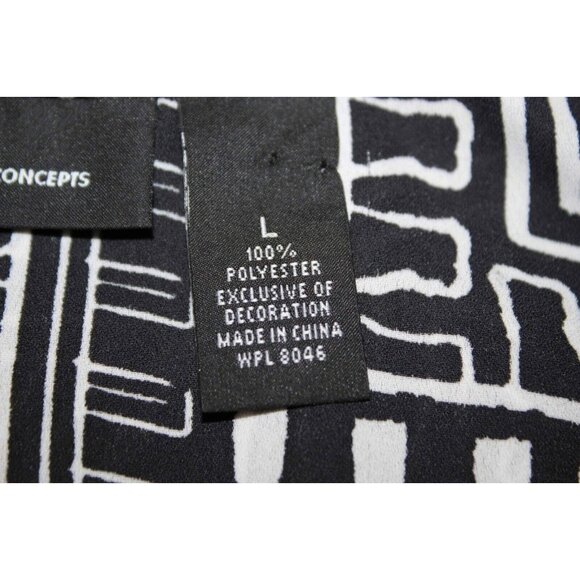 CONCEPTS
L
100%
POLYESTER
EXCLUSIVE OF
DECORATION
MADE IN CHINA
WPL 8046